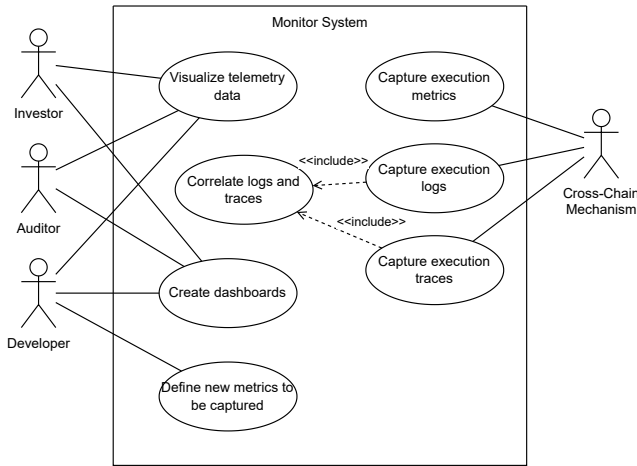 Monitor System
Investor
Auditor
Developer
Visualize telemetry
data
Correlate logs and
traces
Create dashboards
Define new metrics to
be captured
<<include>>
<<include>>
Capture execution
metrics
Capture execution
logs
Capture execution
traces
Cross-Chain
Mechanism